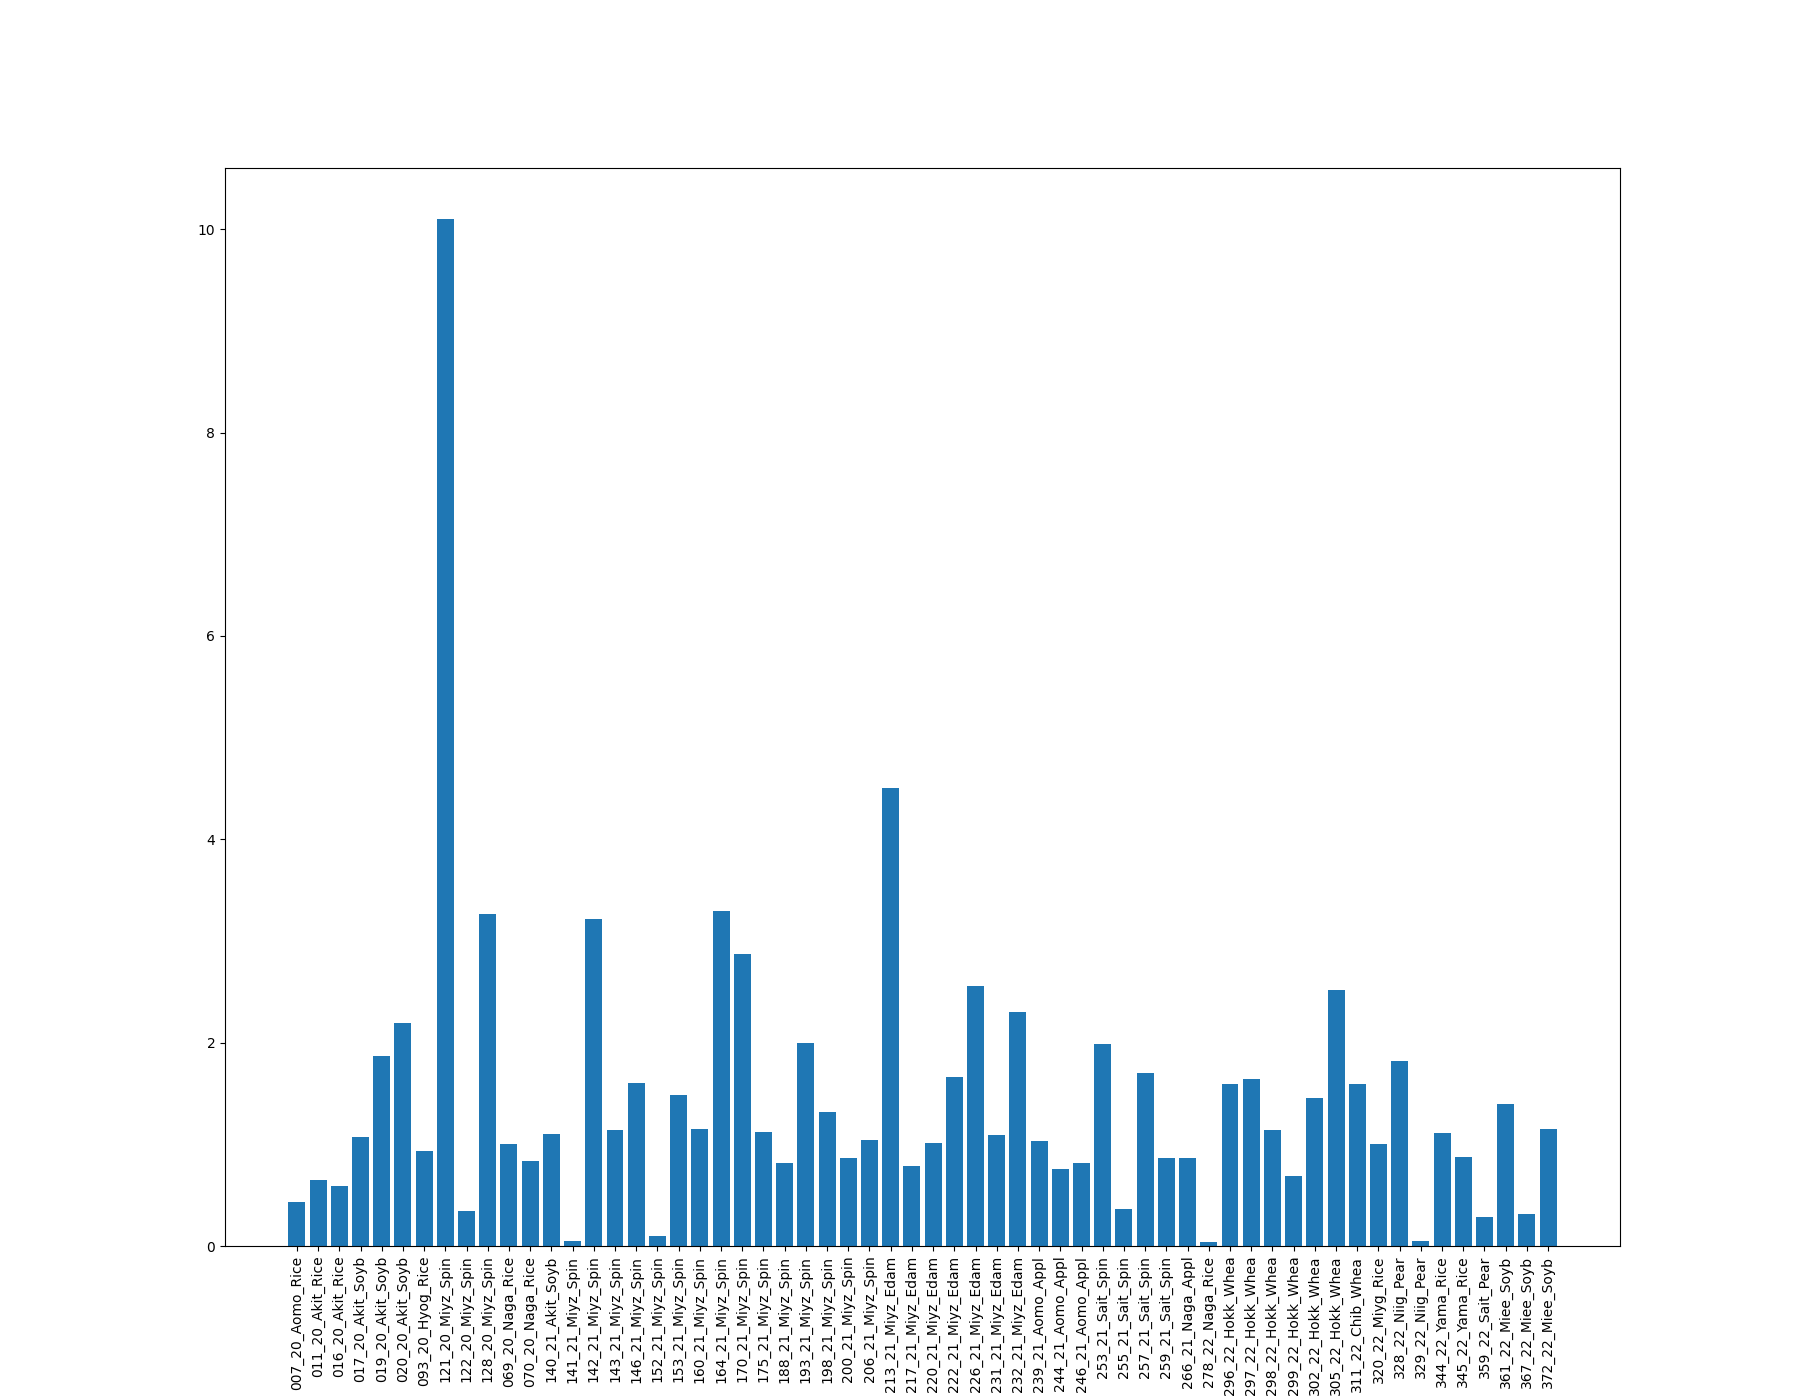 10
8
6
4
2
0
007_20_Aomo_Rice
011_20_Akit_Rice
016_20_Akit_Rice
017_20_Akit_Soyb
019_20_Akit_Soyb
020_20_Akit_Soyb
093_20_Hyog_Rice
121_20_Miyz_Spin
122_20_Miyz_Spin
128_20_Miyz_Spin
069_20_Naga_Rice
070_20_Naga_Rice
140_21_Akit_Soyb
141_21_Miyz_Spin
142_21_Miyz_Spin
143_21_Miyz_Spin
146_21_Miyz_Spin
152_21_Miyz_Spin
153_21_Miyz_Spin
160_21_Miyz_Spin
164_21_Miyz_Spin
170_21_Miyz_Spin
175_21_Miyz_Spin
188_21_Miyz_Spin
193_21_Miyz_Spin
198_21_Miyz_Spin
200_21_Miyz_Spin
206_21_Miyz_Spin
213_21_Miyz_Edam
217_21_Miyz_Edam
220_21_Miyz_Edam
222_21_Miyz_Edam
226_21_Miyz_Edam
231_21_Miyz_Edam
232_21_Miyz_Edam
239_21_Aomo_Appl
244_21_Aomo_Appl
246_21_Aomo_Appl
253_21_Sait_Spin
255_21_Sait_Spin
257_21_Sait_Spin
259_21_Sait_Spin
266_21_Naga_Appl
278_22_Naga_Rice
296_22_Hokk_Whea
297_22_Hokk_Whea
298_22_Hokk_Whea
299_22_Hokk_Whea
302_22_Hokk_Whea
305_22_Hokk_Whea
311_22_Chib_Whea
320_22_Miyg_Rice
328_22_Niig_Pear
329_22_Niig_Pear
344_22_Yama_Rice
345_22_Yama_Rice
359_22_Sait_Pear
361_22_Miee_Soyb
367_22_Miee_Soyb
372_22_Miee_Soyb